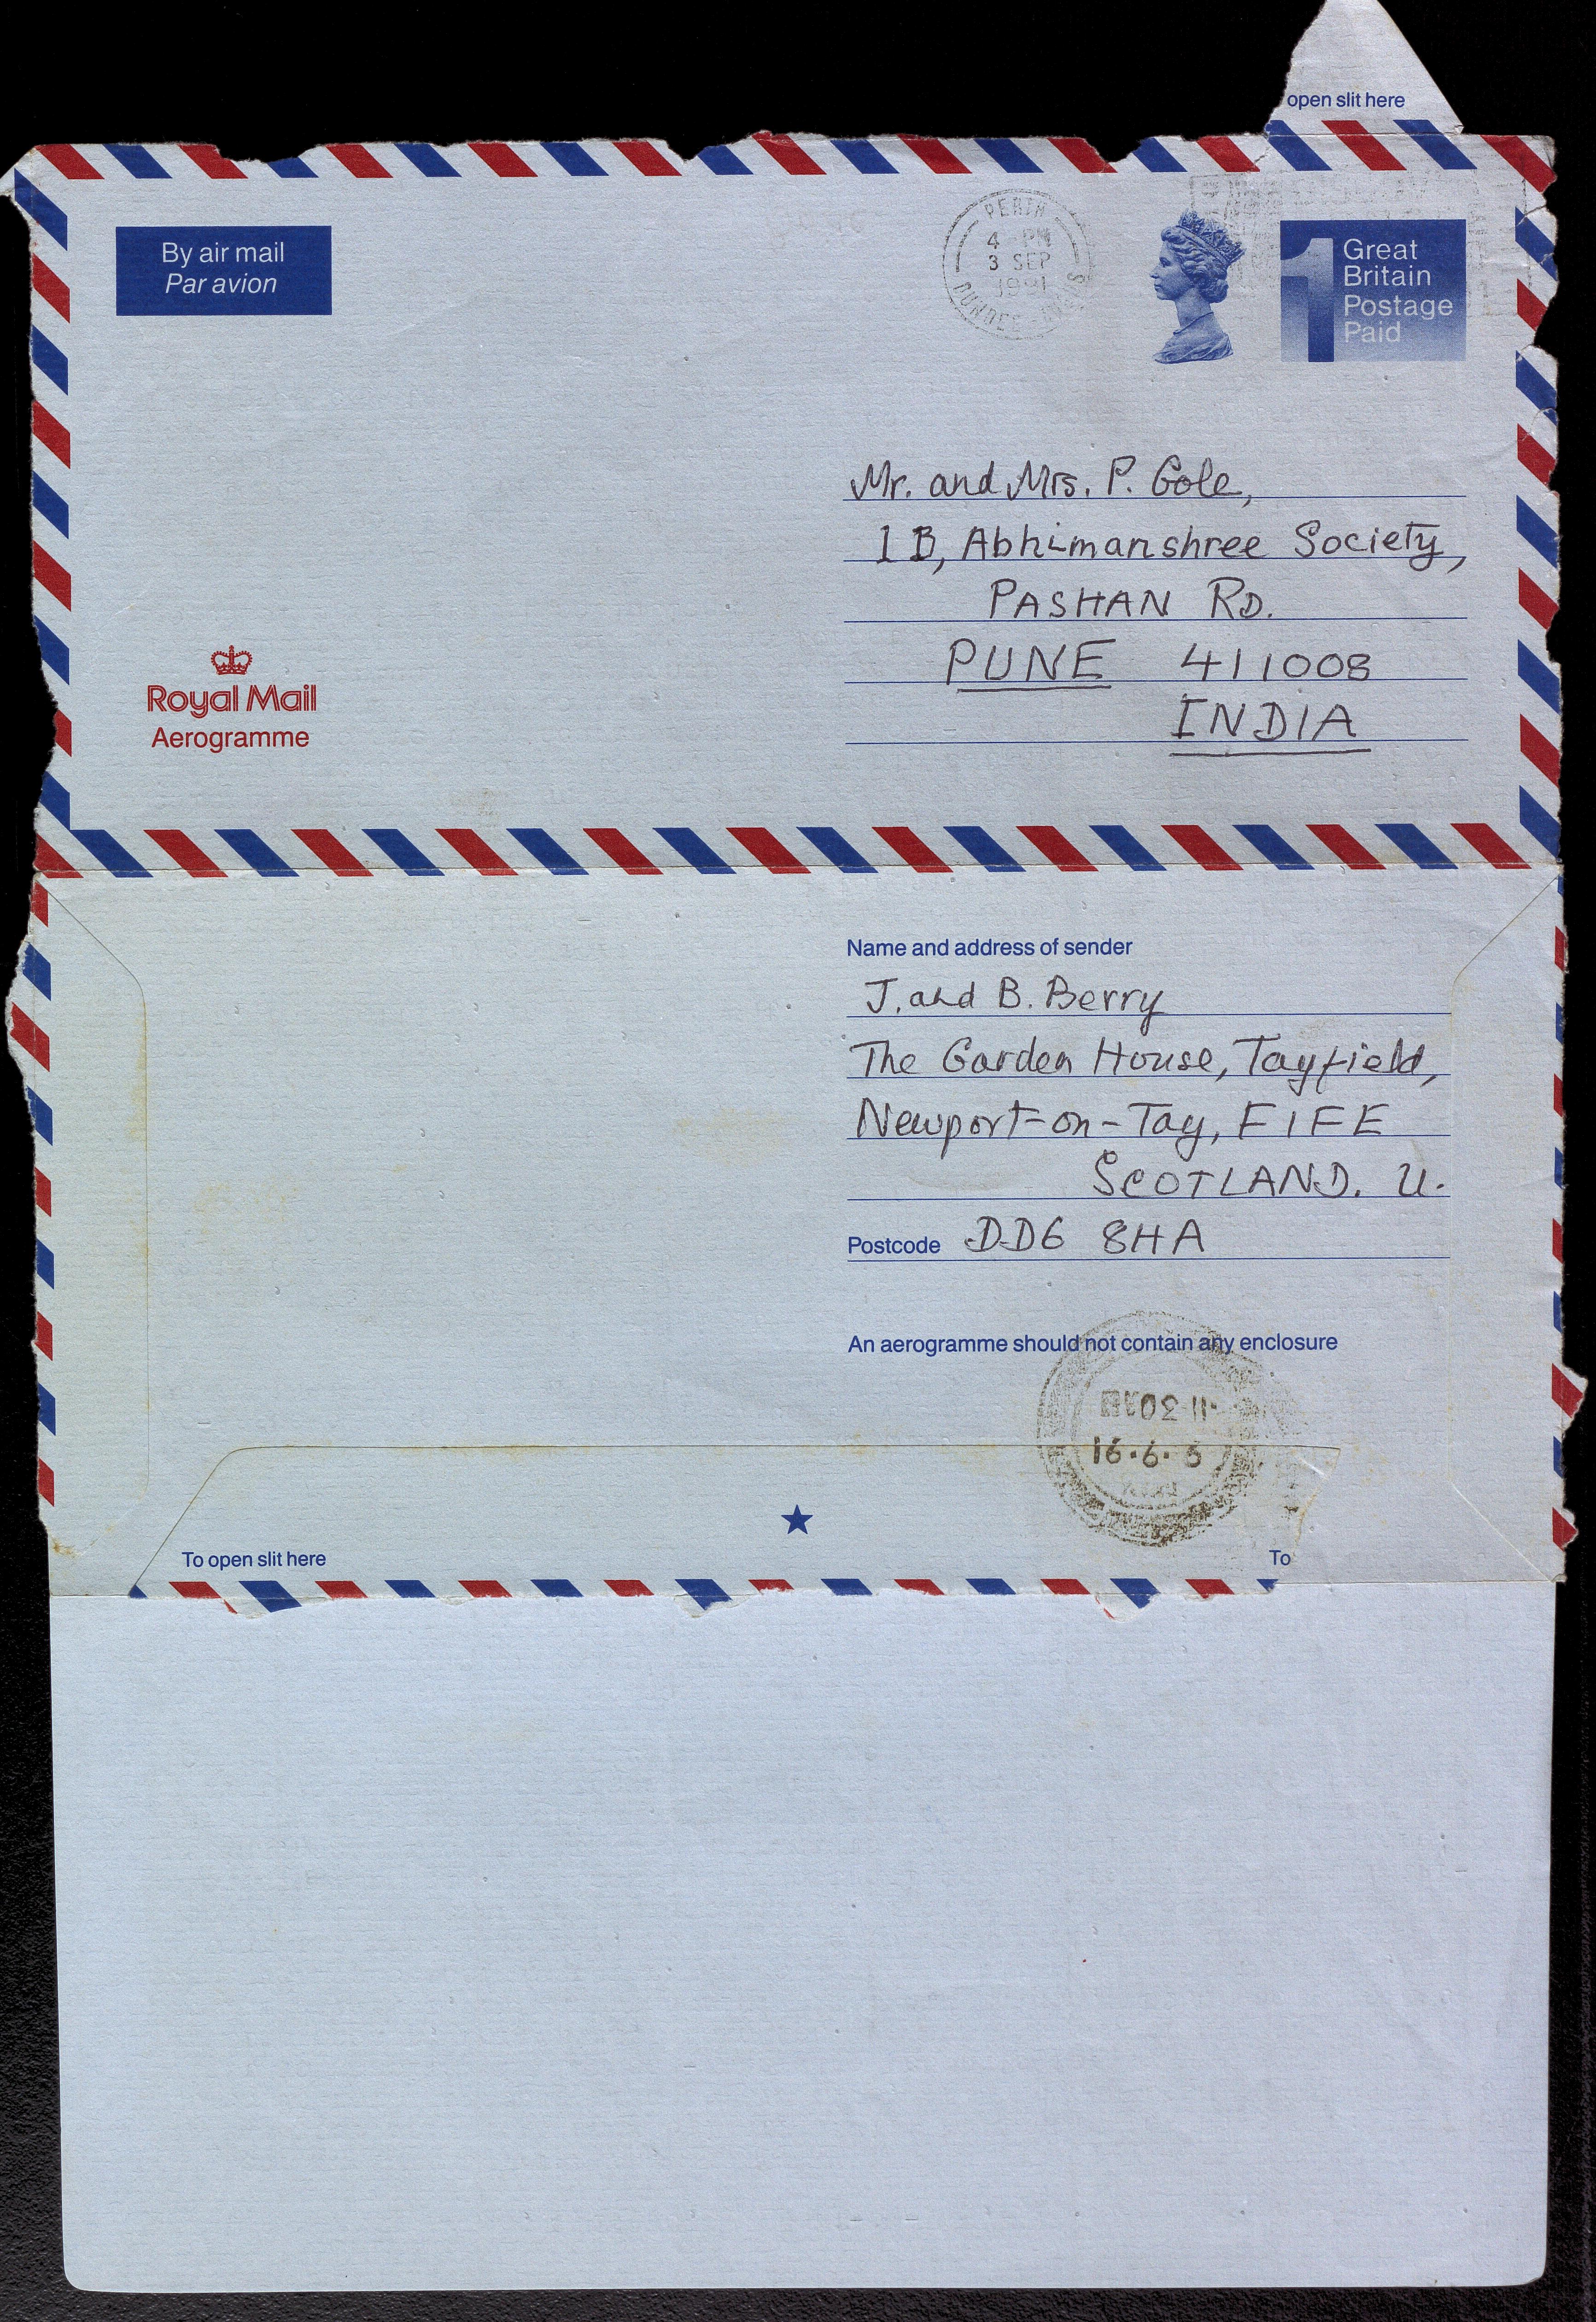 open slit here
By air mail
Par avion
PERTH
4 - PM
3 SEP
1991
DUNDEE - ANGUS
1
Great
Britain
Postage
Paid
Mr. and Mrs. P. Gole,
1 B, Abhimanshree Society,
PASHAN RD.
PUNE 411008
INDIA
Royal Mail
Aerogramme
Name and address of sender
J. and B. Berry
The Garden House, Tayfield,
Newport-on-Tay, FIFE
SCOTLAND. U.
Postcode DD6 8HA
An aerogramme should not contain any enclosure
To open slit here
To